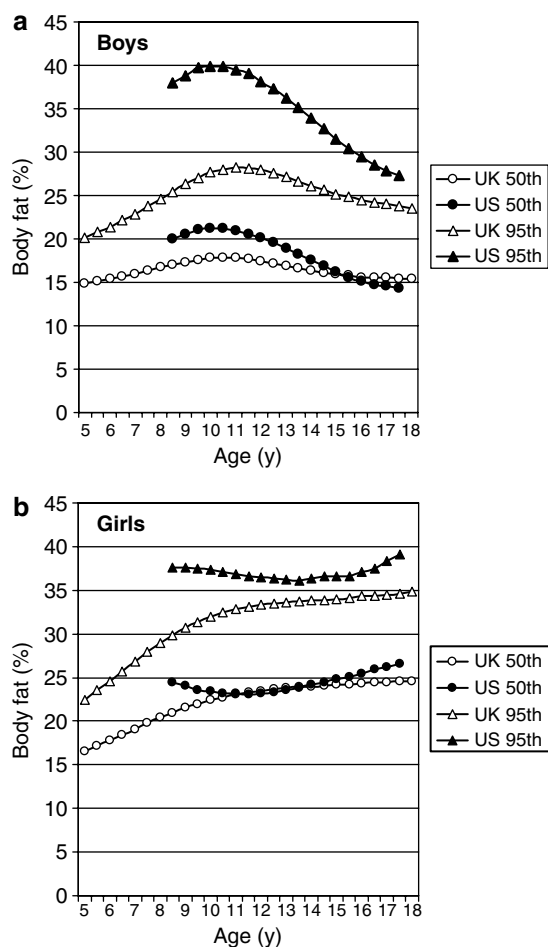 a
Boys
45
40
35
30
25
20
15
10
5
0
Body fat (%)
5 6 7 8 9 10 11 12 13 14 15 16 17 18
Age (y)
UK 50th
US 50th
UK 95th
US 95th
b
Girls
45
40
35
30
25
20
15
10
5
0
Body fat (%)
5 6 7 8 9 10 11 12 13 14 15 16 17 18
Age (y)
UK 50th
US 50th
UK 95th
US 95th